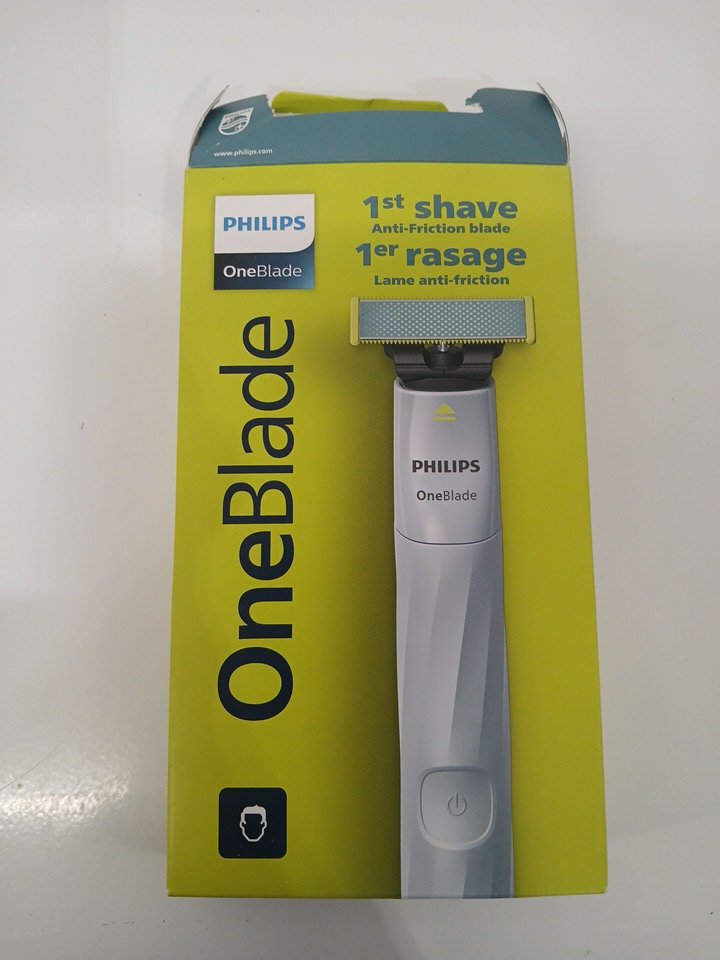 www.philips.com
PHILIPS
OneBlade
1st shave
Anti-Friction blade
1er rasage
Lame anti-friction
OneBlade
PHILIPS
OneBlade